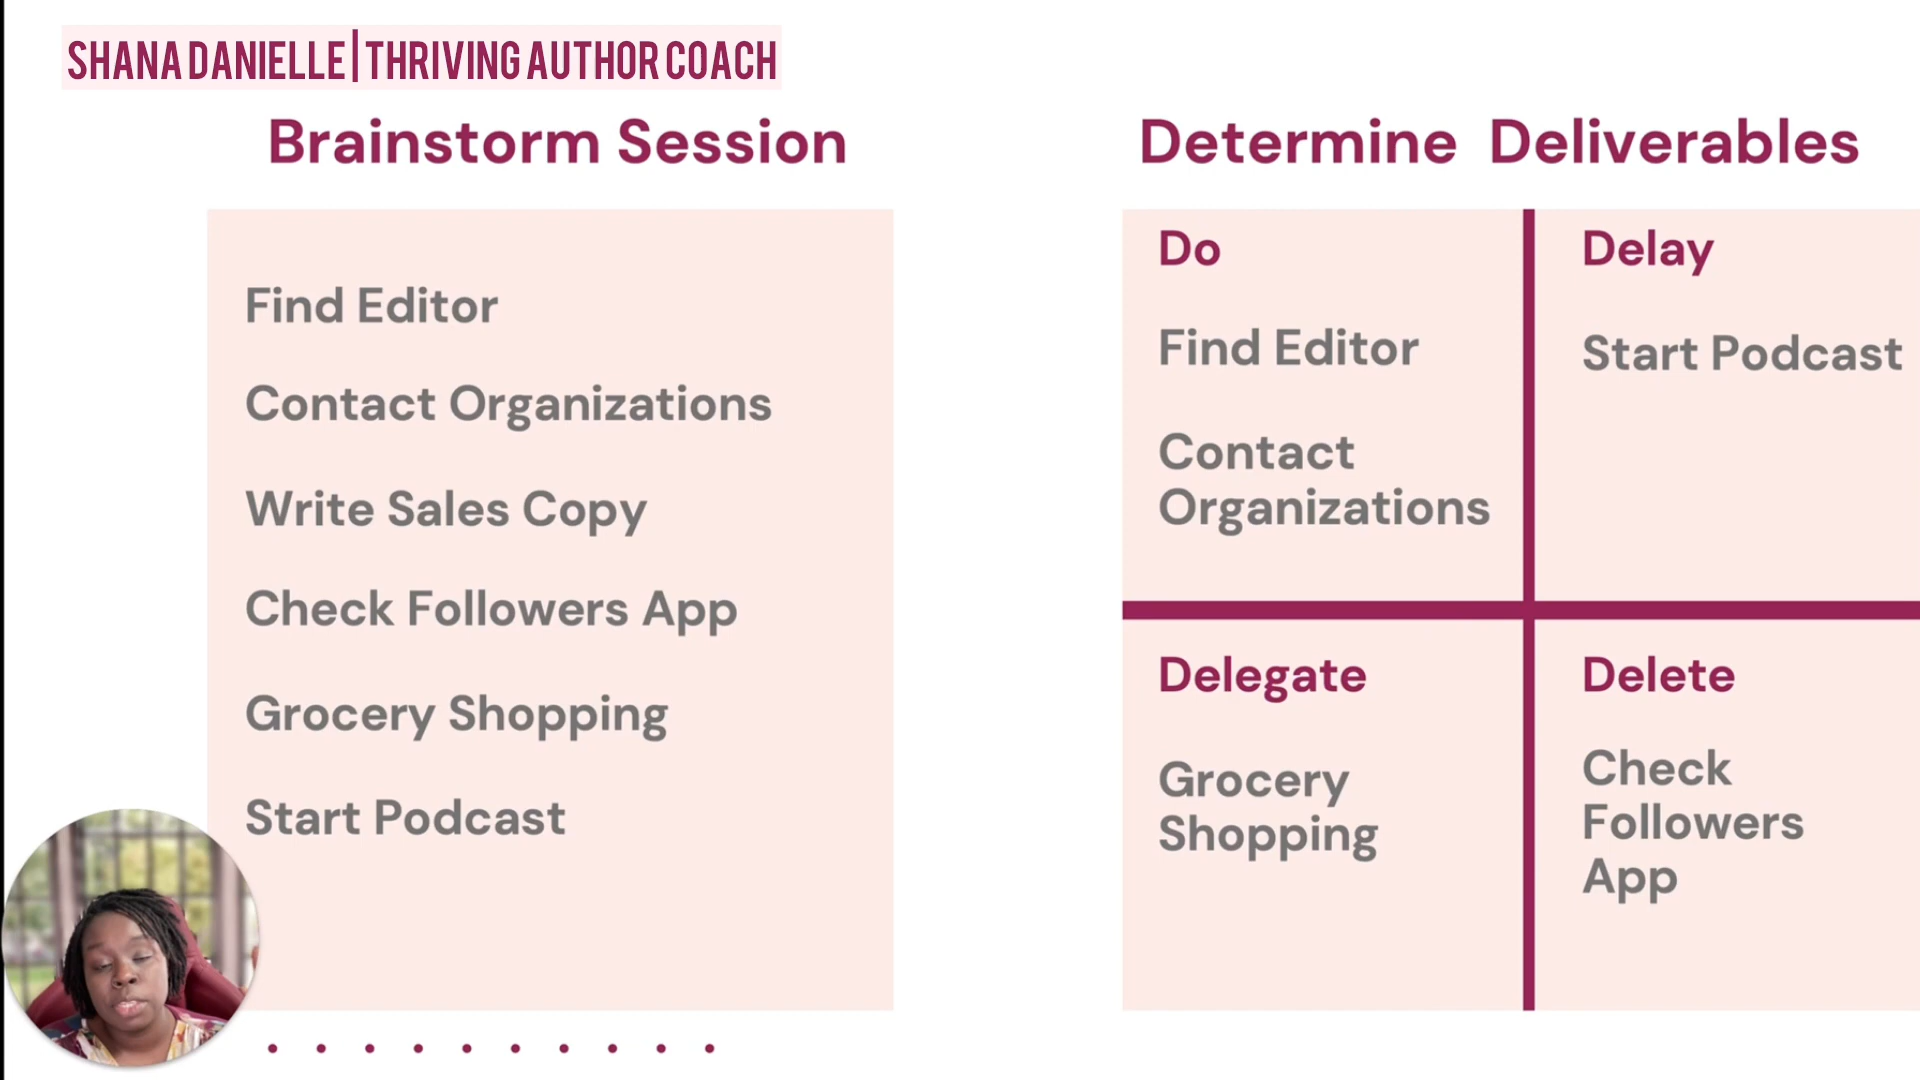 SHANA DANIELLE | THRIVING AUTHOR COACH
Brainstorm Session
Find Editor
Contact Organizations
Write Sales Copy
Check Followers App
Grocery Shopping
Start Podcast
Determine Deliverables
Do
Find Editor
Contact
Organizations
Delay
Start Podcast
Delegate
Grocery
Shopping
Delete
Check
Followers
App